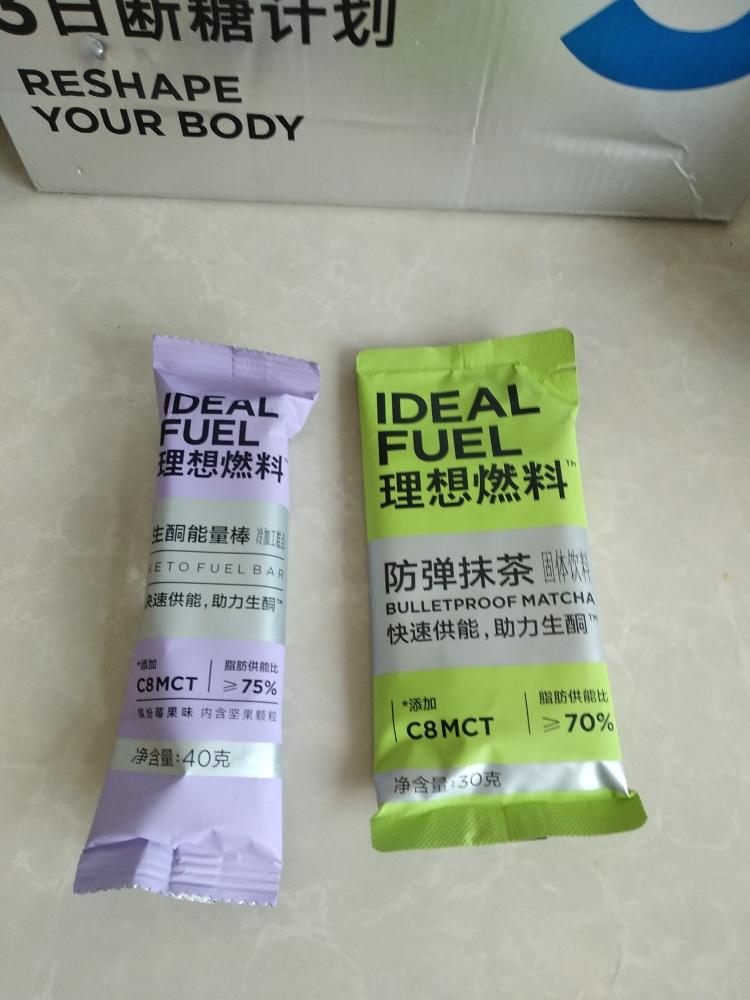 5日断糖计划
RESHAPE
YOUR BODY
IDEAL
FUEL
理想燃料
生酮能量棒
KETO FUEL BAR
快速供能，助力生酮™
*添加
C8MCT
脂肪供能比
≥75%
缤纷莓果味 内含坚果颗粒
净含量:40克
IDEAL
FUEL
理想燃料™
防弹抹茶 固体饮料
BULLETPROOF MATCHA
快速供能，助力生酮™
*添加
C8MCT
脂肪供能比
≥70%
净含量:30克